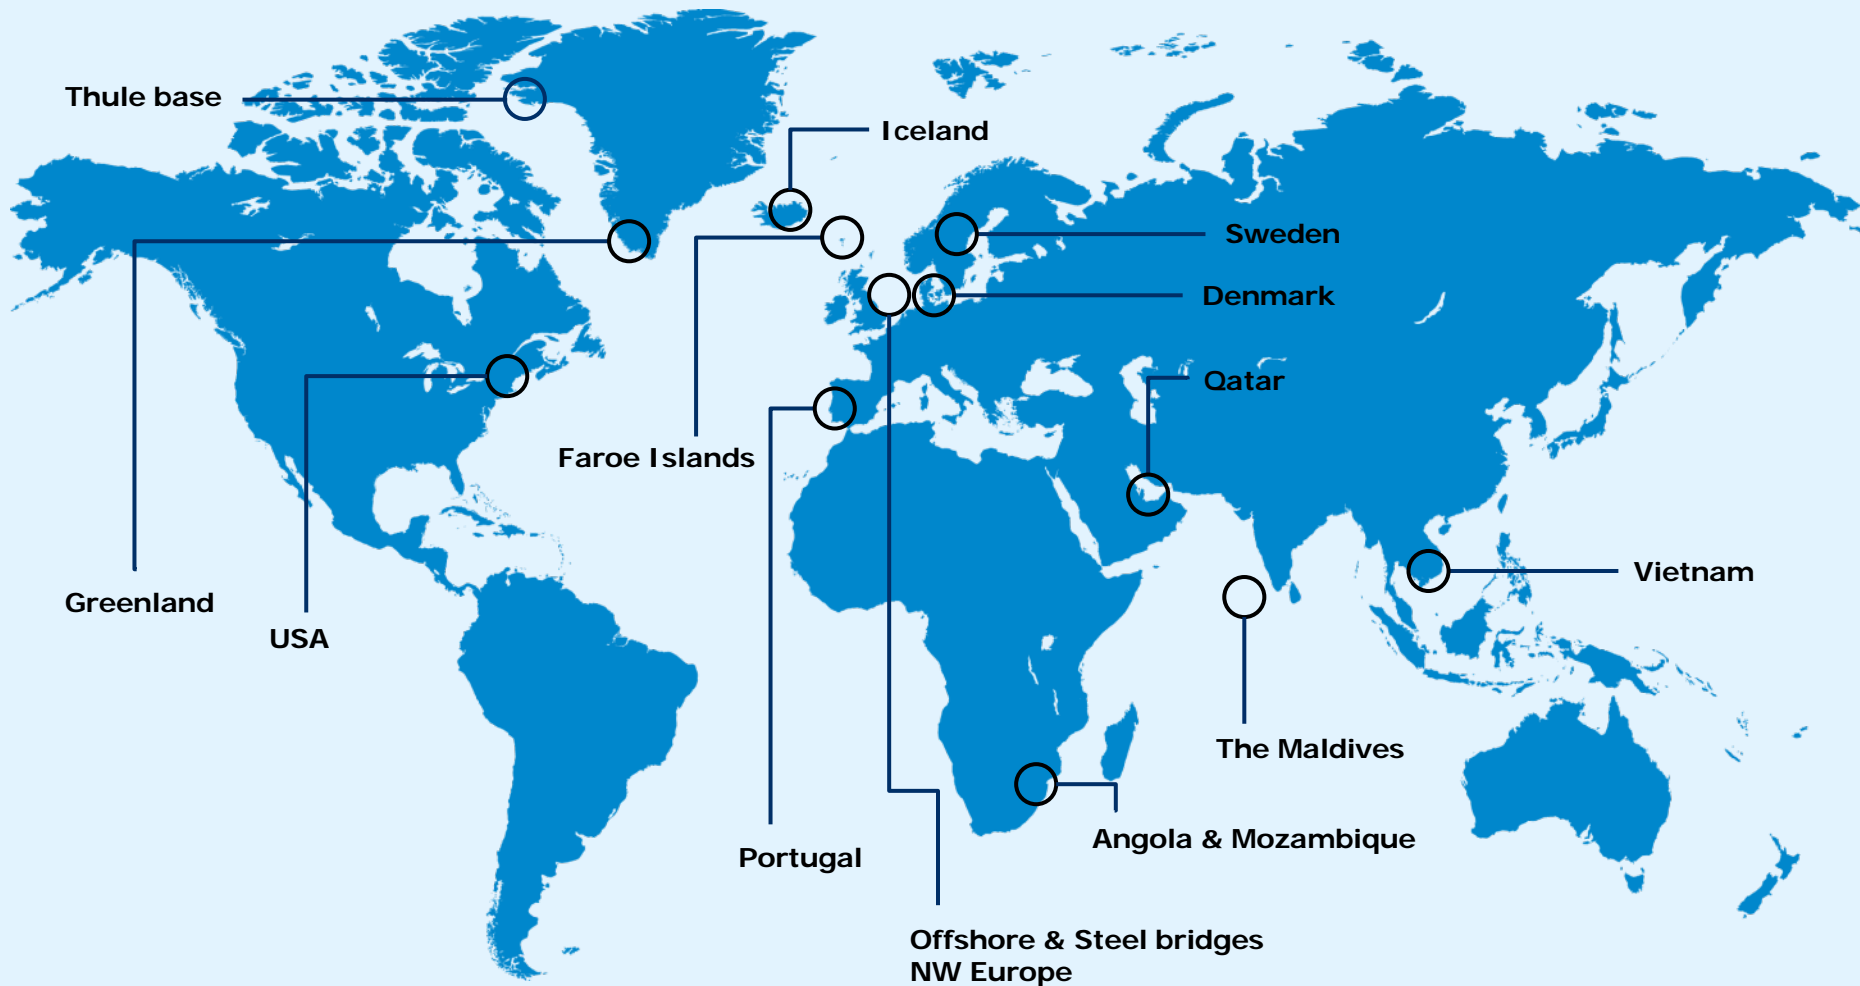 Thule base
Iceland
Sweden
Denmark
Qatar
Faroe Islands
Vietnam
Greenland
USA
The Maldives
Angola & Mozambique
Portugal
Offshore & Steel bridges
NW Europe